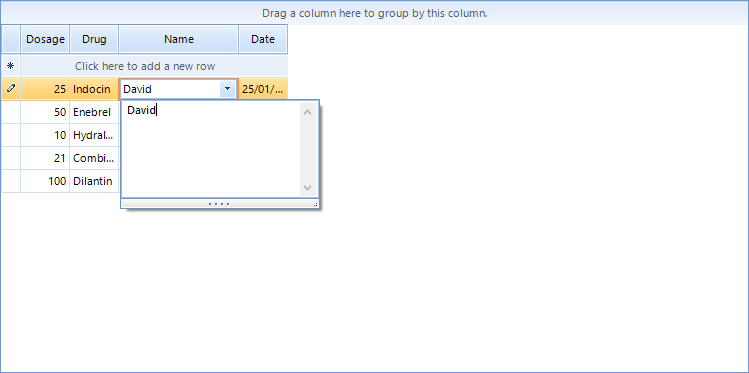 Drag a column here to group by this column.
Dosage Drug Name Date
Click here to add a new row
25 Indocin David 25/01/...
50 Enebrel David
10 Hydral...
21 Combi...
100 Dilantin